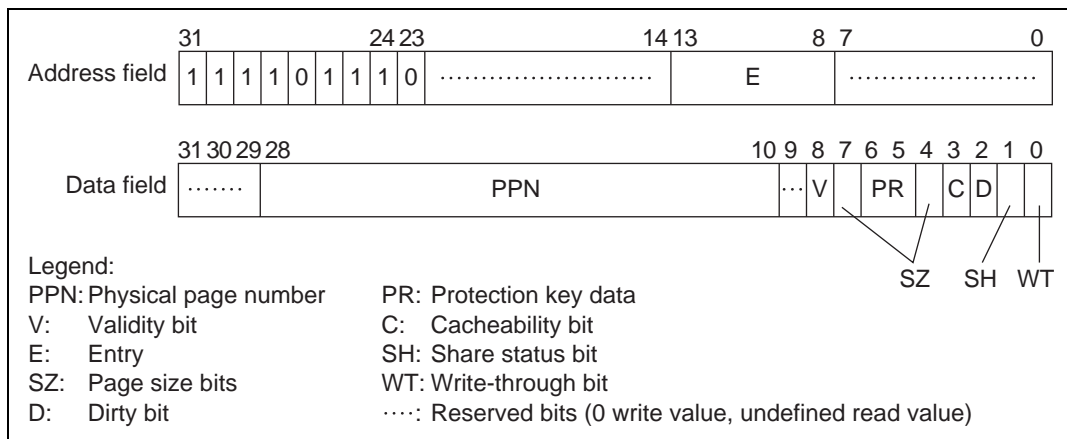 31 24 23 14 13 8 7 0
Address field 1 1 1 1 0 1 1 1 0 ························ E ······················
31 30 29 28 10 9 8 7 6 5 4 3 2 1 0
Data field ······· PPN ··· V PR C D
SZ SH WT
Legend:
PPN: Physical page number PR: Protection key data
V: Validity bit C: Cacheability bit
E: Entry SH: Share status bit
SZ: Page size bits WT: Write-through bit
D: Dirty bit ····: Reserved bits (0 write value, undefined read value)